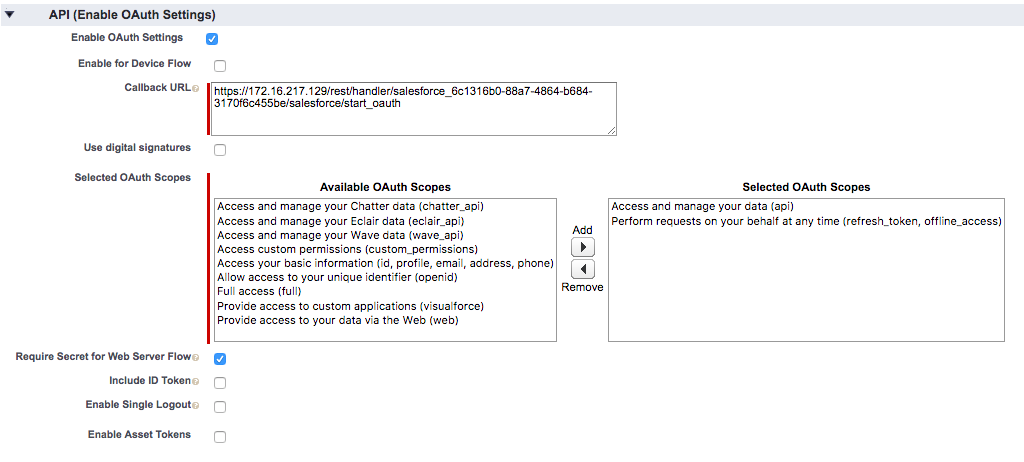 API (Enable OAuth Settings)
Enable OAuth Settings
Enable for Device Flow
Callback URL
https://172.16.217.129/rest/handler/salesforce_6c1316b0-88a7-4864-b684-
3170f6c455be/salesforce/start_oauth
Use digital signatures
Selected OAuth Scopes
Available OAuth Scopes
Access and manage your Chatter data (chatter_api)
Access and manage your Eclair data (eclair_api)
Access and manage your Wave data (wave_api)
Access custom permissions (custom_permissions)
Access your basic information (id, profile, email, address, phone)
Allow access to your unique identifier (openid)
Full access (full)
Provide access to custom applications (visualforce)
Provide access to your data via the Web (web)
Add
Remove
Selected OAuth Scopes
Access and manage your data (api)
Perform requests on your behalf at any time (refresh_token, offline_access)
Require Secret for Web Server Flow
Include ID Token
Enable Single Logout
Enable Asset Tokens